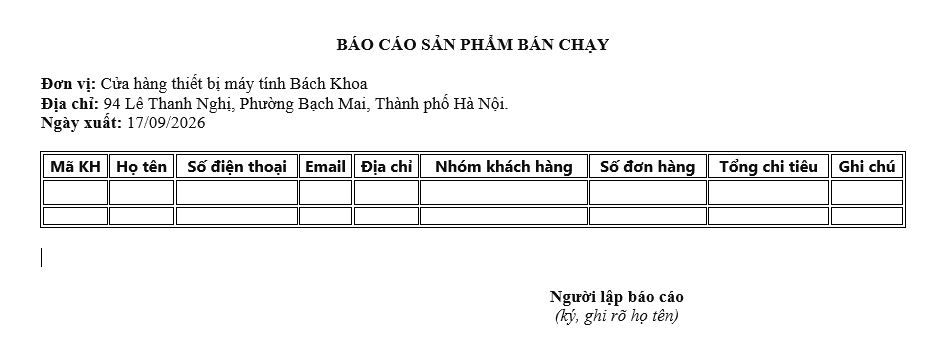 BÁO CÁO SẢN PHẨM BÁN CHẠY
Đơn vị: Cửa hàng thiết bị máy tính Bách Khoa
Địa chỉ: 94 Lê Thanh Nghị, Phường Bạch Mai, Thành phố Hà Nội.
Ngày xuất: 17/09/2026
Mã KH Họ tên Số điện thoại Email Địa chỉ Nhóm khách hàng Số đơn hàng Tổng chi tiêu Ghi chú
Người lập báo cáo
(ký, ghi rõ họ tên)